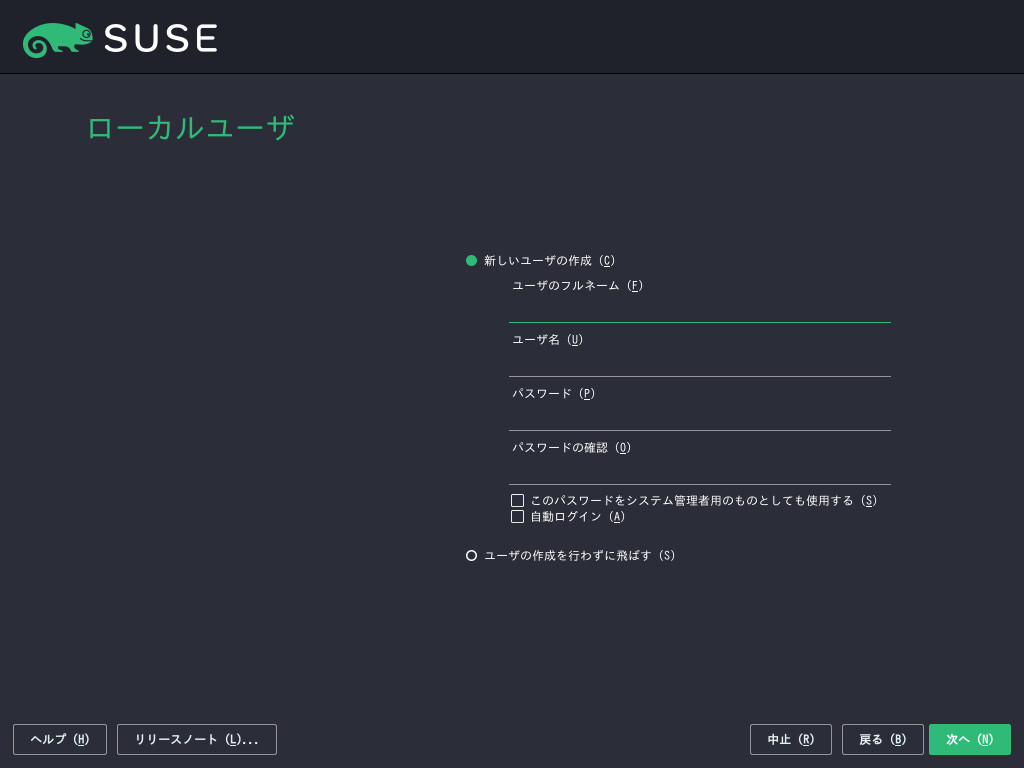 SUSE
ローカルユーザ
新しいユーザの作成 (C)
ユーザのフルネーム (F)
ユーザ名 (U)
パスワード (P)
パスワードの確認 (O)
このパスワードをシステム管理者用のものとしても使用する (S)
自動ログイン (A)
ユーザの作成を行わずに飛ばす (S)
ヘルプ (H)
リリースノート (L)...
中止 (R)
戻る (B)
次へ (N)